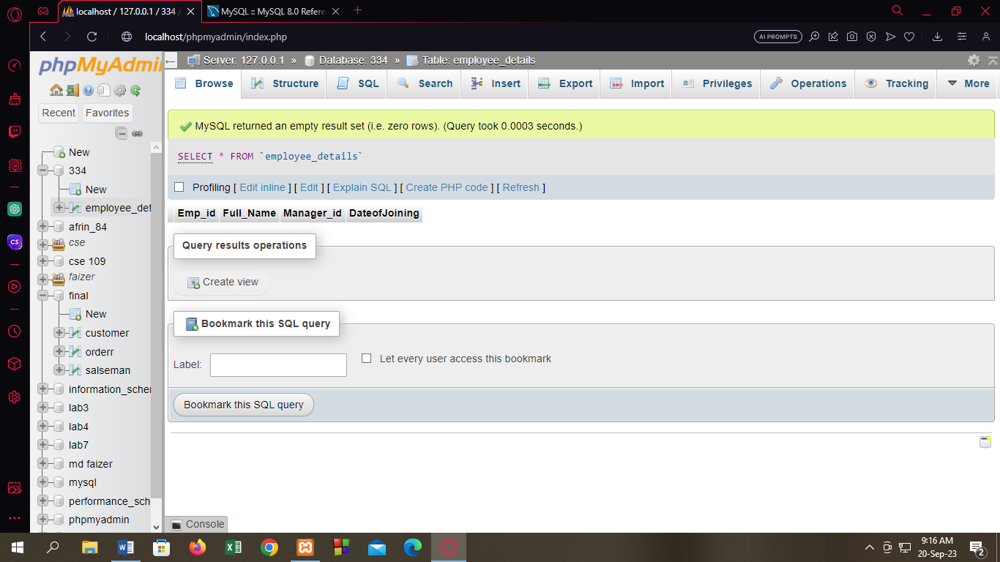 localhost / 127.0.0.1 / 334 /
MySQL :: MySQL 8.0 Refere
localhost/phpmyadmin/index.php
AI PROMPTS
phpMyAdmin
Recent
Favorites
New
334
New
employee_det
afrin_84
cse
cse 109
faizer
final
New
customer
orderr
salseman
information_scher
lab3
lab4
lab7
md faizer
mysql
performance_sch
phpmyadmin
Server: 127.0.0.1 » Database: 334 » Table: employee_details
Browse
Structure
SQL
Search
Insert
Export
Import
Privileges
Operations
Tracking
More
MySQL returned an empty result set (i.e. zero rows). (Query took 0.0003 seconds.)
SELECT * FROM `employee_details`
Profiling [ Edit inline ] [ Edit ] [ Explain SQL ] [ Create PHP code ] [ Refresh ]
Emp_id Full_Name Manager_id DateofJoining
Query results operations
Create view
Bookmark this SQL query
Label:
Let every user access this bookmark
Bookmark this SQL query
Console
9:16 AM
20-Sep-23
2